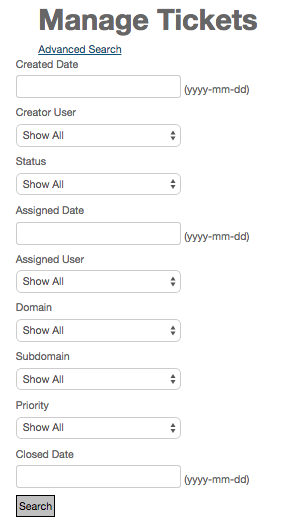 Manage Tickets
Advanced Search
Created Date
(yyyy-mm-dd)
Creator User
Show All
Status
Show All
Assigned Date
(yyyy-mm-dd)
Assigned User
Show All
Domain
Show All
Subdomain
Show All
Priority
Show All
Closed Date
(yyyy-mm-dd)
Search